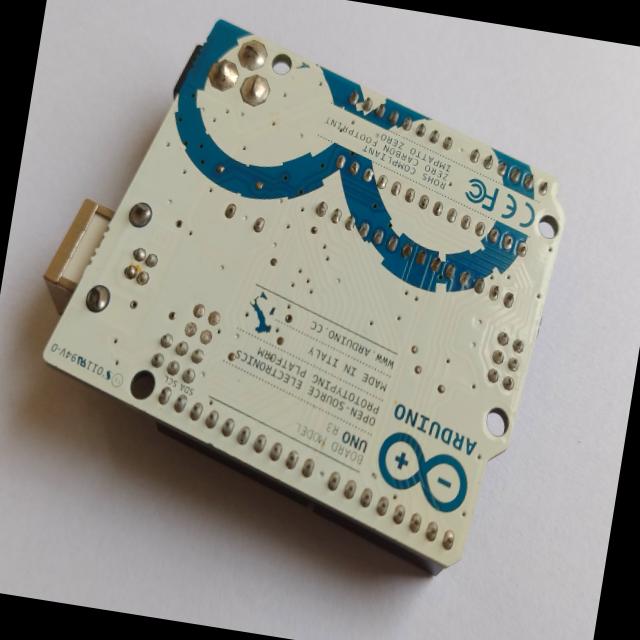 ARDUINO
BOARD MODEL
UNO R3
OPEN-SOURCE ELECTRONICS
PROTOTYPING PLATFORM
MADE IN ITALY
WWW.ARDUINO.CC
ROHS COMPLIANT
ZERO CARBON FOOTPRINT
IMPATTO ZERO®
CE FC
SCL SDA
94V-0